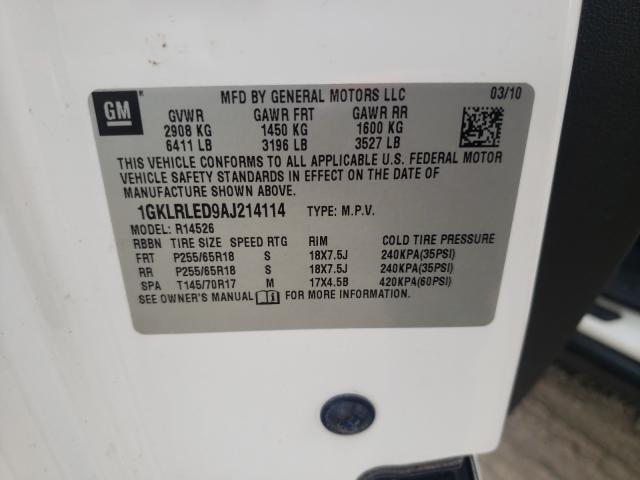 GM
MFD BY GENERAL MOTORS LLC 03/10
GVWR GAWR FRT GAWR RR
2908 KG 1450 KG 1600 KG
6411 LB 3196 LB 3527 LB
THIS VEHICLE CONFORMS TO ALL APPLICABLE U.S. FEDERAL MOTOR
VEHICLE SAFETY STANDARDS IN EFFECT ON THE DATE OF
MANUFACTURE SHOWN ABOVE.
1GKLRLED9AJ214114 TYPE: M.P.V.
MODEL: R14526
RBBN TIRE SIZE SPEED RTG RIM COLD TIRE PRESSURE
FRT P255/65R18 S 18X7.5J 240KPA(35PSI)
RR P255/65R18 S 18X7.5J 240KPA(35PSI)
SPA T145/70R17 M 17X4.5B 420KPA(60PSI)
SEE OWNER'S MANUAL FOR MORE INFORMATION.